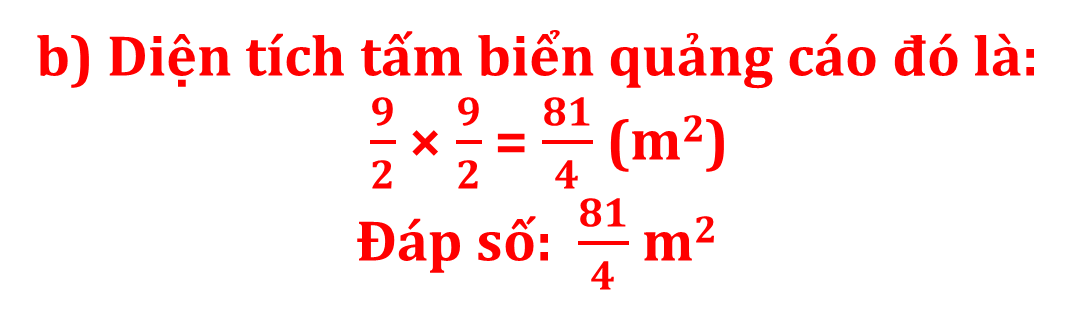 b) Diện tích tấm biển quảng cáo đó là:
9/2 × 9/2 = 81/4 (m²)
Đáp số: 81/4 m²